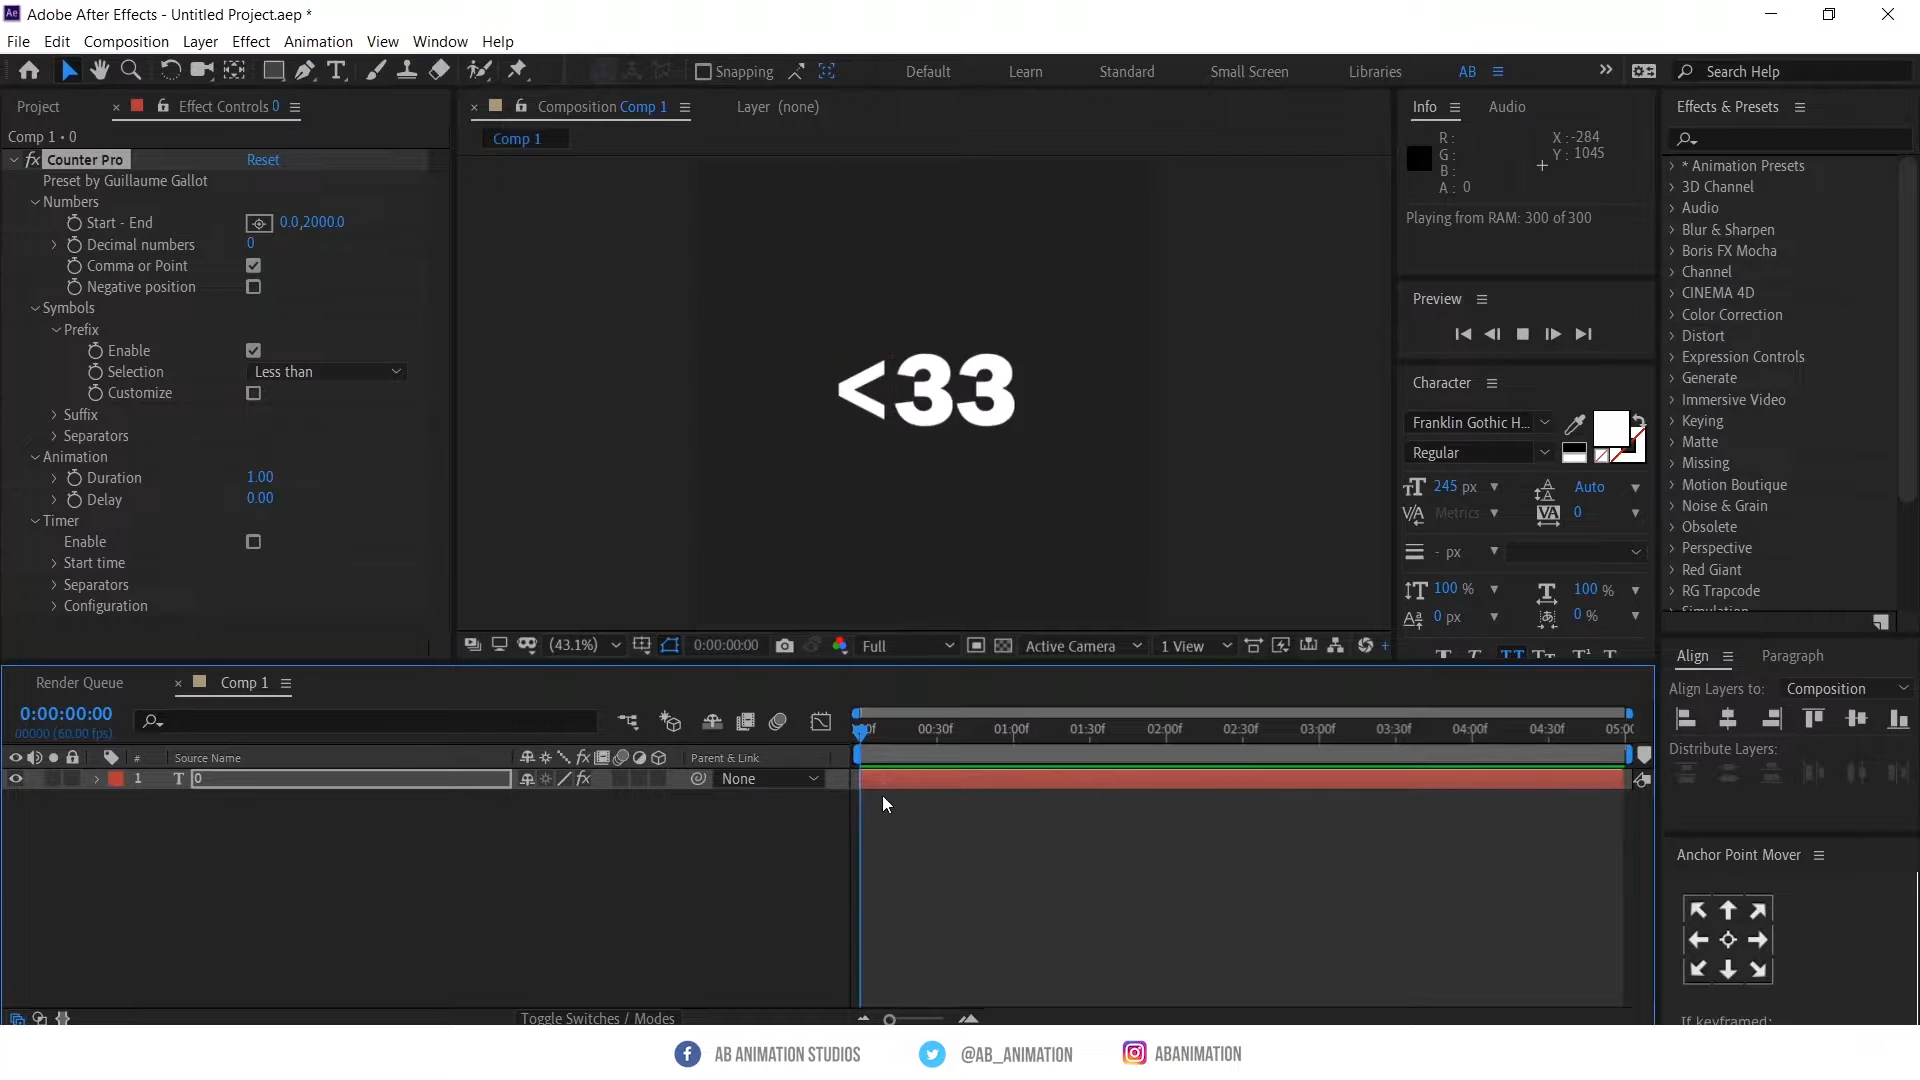 Ae Adobe After Effects - Untitled Project.aep *
File Edit Composition Layer Effect Animation View Window Help
Snapping Default Learn Standard Small Screen Libraries AB Search Help
Project Effect Controls 0
Comp 1 • 0
fx Counter Pro Reset
Preset by Guillaume Gallot
Numbers
Start - End 0.0,2000.0
Decimal numbers 0
Comma or Point
Negative position
Symbols
Prefix
Enable
Selection Less than
Customize
Suffix
Separators
Animation
Duration 1.00
Delay 0.00
Timer
Enable
Start time
Separators
Configuration
Composition Comp 1 Layer (none)
Comp 1
<33
(43.1%) 0:00:00:00 Full Active Camera 1 View
Info Audio
R : X : -284
G : Y : 1045
B :
A : 0
Playing from RAM: 300 of 300
Preview
Character
Franklin Gothic H...
Regular
245 px Auto
Metrics 0
- px
100 % 100 %
0 px 0 %
Effects & Presets
* Animation Presets
3D Channel
Audio
Blur & Sharpen
Boris FX Mocha
Channel
CINEMA 4D
Color Correction
Distort
Expression Controls
Generate
Immersive Video
Keying
Matte
Missing
Motion Boutique
Noise & Grain
Obsolete
Perspective
Red Giant
RG Trapcode
Simulation
Align Paragraph
Align Layers to: Composition
Distribute Layers:
Anchor Point Mover
If keyframed:
Render Queue Comp 1
0:00:00:00
00000 (60.00 fps)
00f 00:30f 01:00f 01:30f 02:00f 02:30f 03:00f 03:30f 04:00f 04:30f 05:00
# Source Name fx Parent & Link
1 T 0 fx None
Toggle Switches / Modes
AB ANIMATION STUDIOS @AB_ANIMATION ABANIMATION